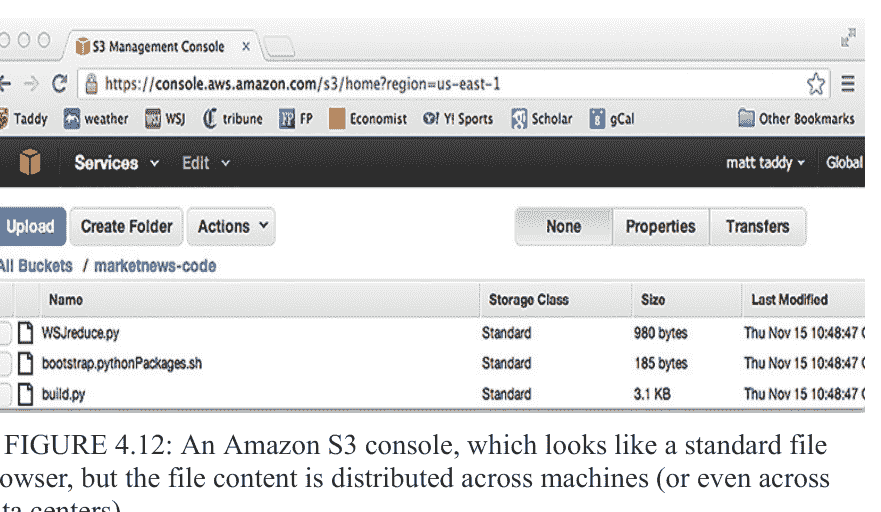 S3 Management Console x
https://console.aws.amazon.com/s3/home?region=us-east-1
Taddy weather WSJ tribune FP Economist Y! Sports Scholar gCal Other Bookmarks
Services Edit matt taddy Global
Upload Create Folder Actions None Properties Transfers
All Buckets / marketnews-code
Name Storage Class Size Last Modified
WSJreduce.py Standard 980 bytes Thu Nov 15 10:48:47
bootstrap.pythonPackages.sh Standard 185 bytes Thu Nov 15 10:48:47
build.py Standard 3.1 KB Thu Nov 15 10:48:47
FIGURE 4.12: An Amazon S3 console, which looks like a standard file
owser, but the file content is distributed across machines (or even across
ta centers)